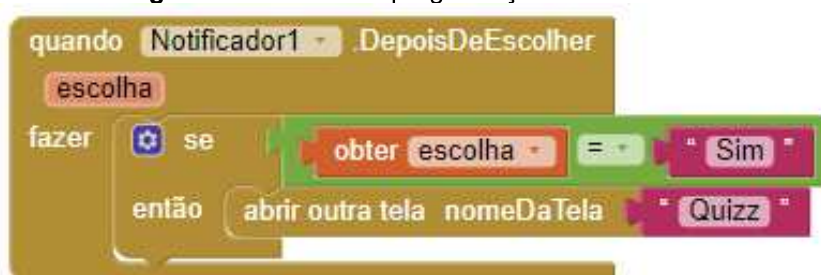 quando Notificador1 .DepoisDeEscolher
escolha
fazer se obter escolha = " Sim "
então abrir outra tela nomeDaTela " Quizz "